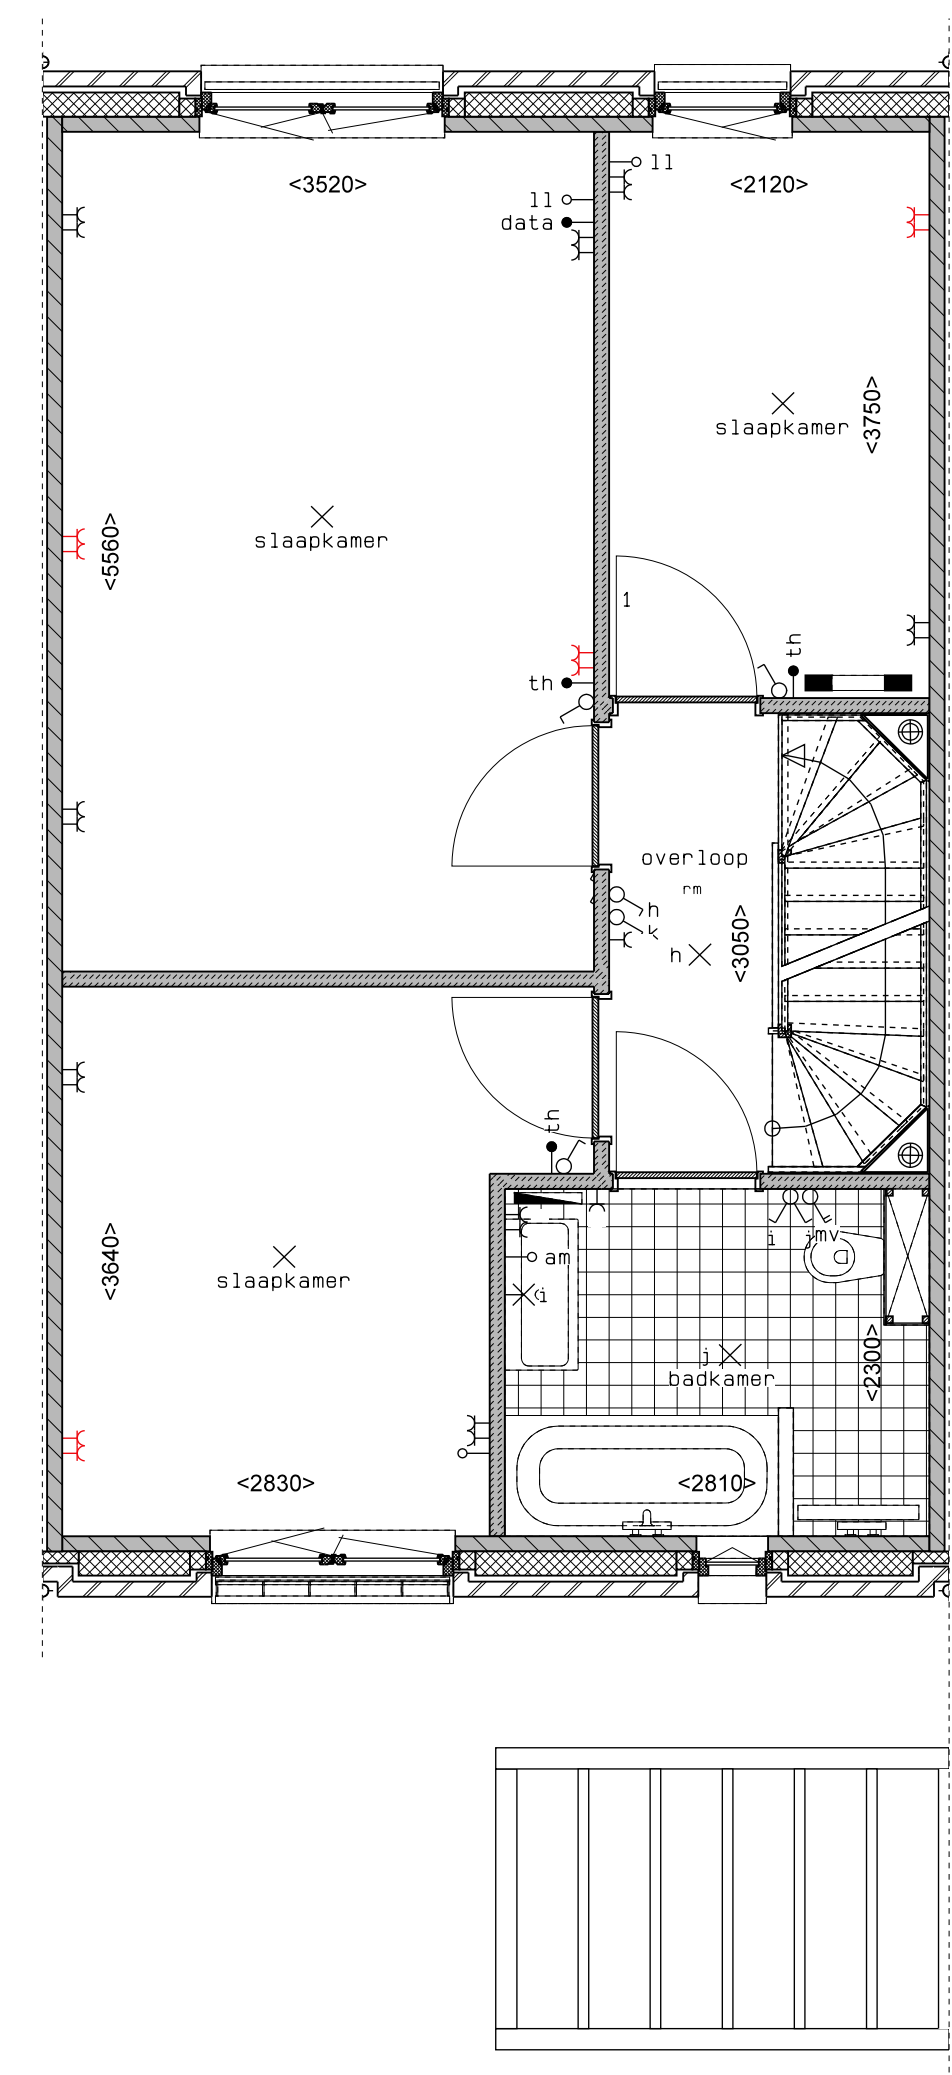 <3520>
ll
<2120>
ll
data
<3750>
slaapkamer
slaapkamer
<5560>
1
th
th
overloop
rm
h
k
h
<3050>
th
<3640>
slaapkamer
i
j
mv
am
i
<2300>
j
badkamer
<2830>
<2810>